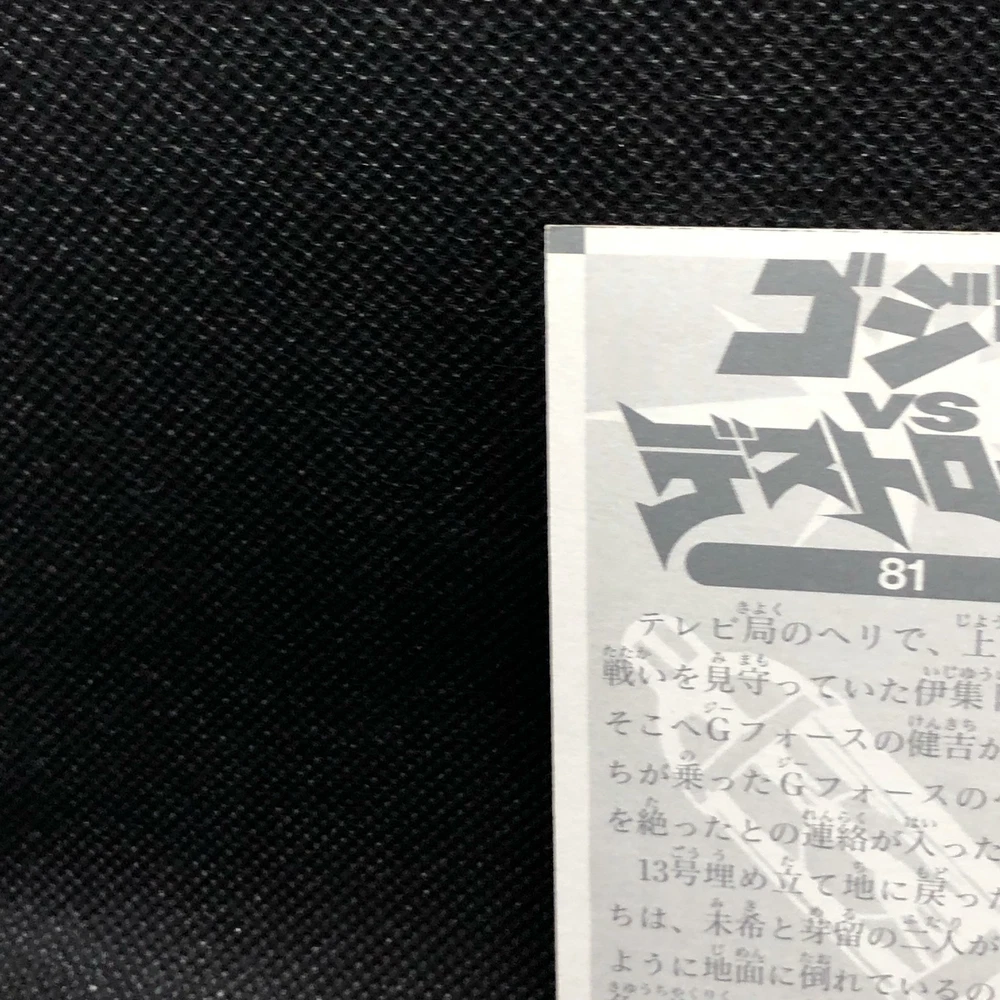 ゴジ
VS
デストロ
81
テレビ局のヘリで、上
戦いを見守っていた伊集
そこへGフォースの健吉が
ちが乗ったGフォースの
を絶ったとの連絡が入った
13号埋め立て地に戻った
ちは、未希と芽留の二人が
ように地面に倒れているの